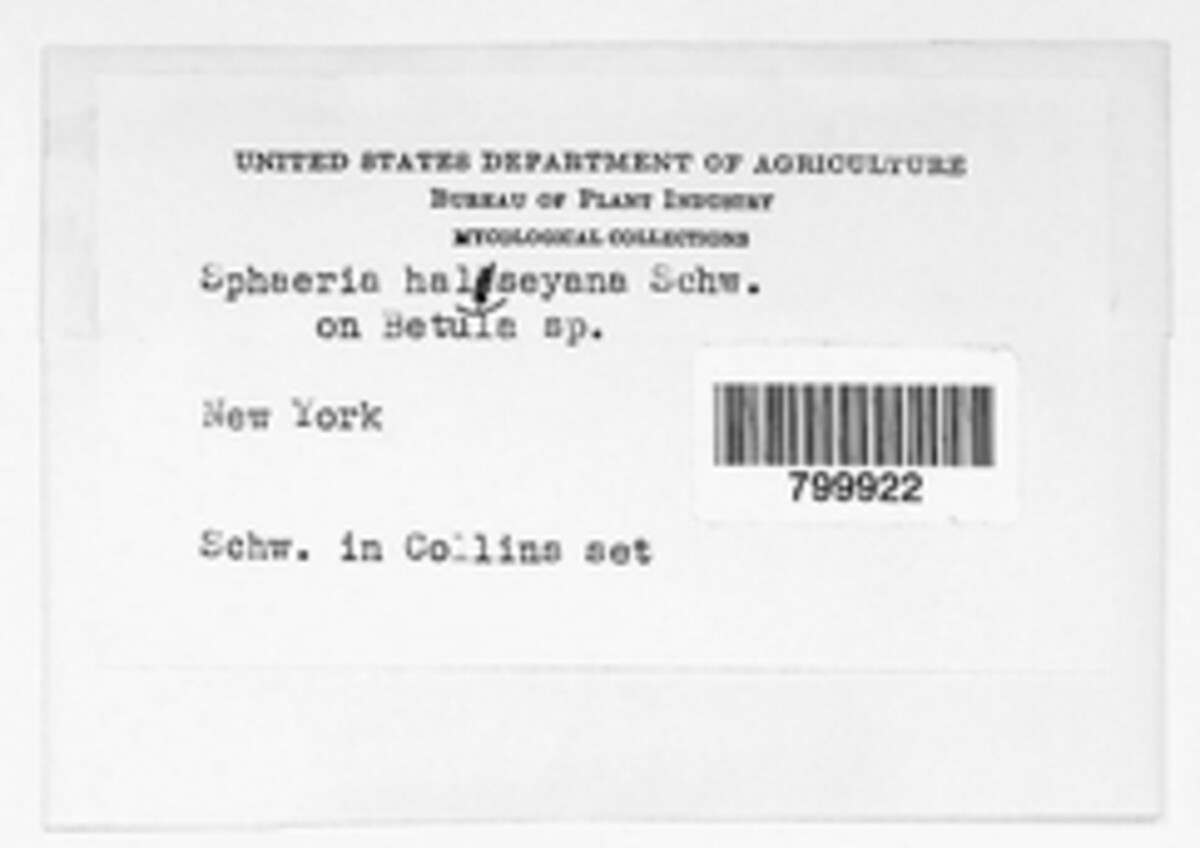 UNITED STATES DEPARTMENT OF AGRICULTURE
BUREAU OF PLANT INDUSTRY
MYCOLOGICAL COLLECTIONS
Sphaeria halseyana Schw.
on Betula sp.
New York
799922
Schw. in Collins set